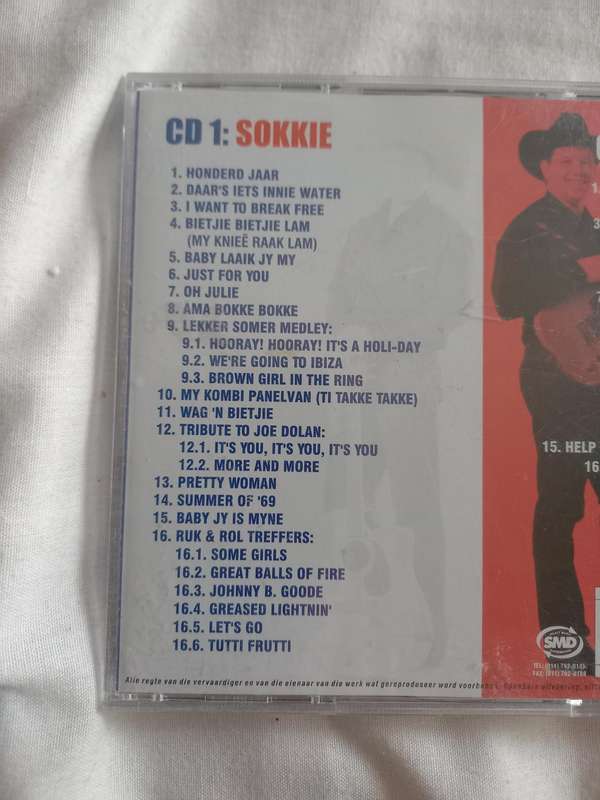 CD 1: SOKKIE
1. HONDERD JAAR
2. DAAR'S IETS INNIE WATER
3. I WANT TO BREAK FREE
4. BIETJIE BIETJIE LAM
(MY KNIEË RAAK LAM)
5. BABY LAAIK JY MY
6. JUST FOR YOU
7. OH JULIE
8. AMA BOKKE BOKKE
9. LEKKER SOMER MEDLEY:
9.1. HOORAY! HOORAY! IT'S A HOLI-DAY
9.2. WE'RE GOING TO IBIZA
9.3. BROWN GIRL IN THE RING
10. MY KOMBI PANELVAN (TI TAKKE TAKKE)
11. WAG 'N BIETJIE
12. TRIBUTE TO JOE DOLAN:
12.1. IT'S YOU, IT'S YOU, IT'S YOU
12.2. MORE AND MORE
13. PRETTY WOMAN
14. SUMMER OF '69
15. BABY JY IS MYNE
16. RUK & ROL TREFFERS:
16.1. SOME GIRLS
16.2. GREAT BALLS OF FIRE
16.3. JOHNNY B. GOODE
16.4. GREASED LIGHTNIN'
16.5. LET'S GO
16.6. TUTTI FRUTTI
15. HELP
16
SMD
Alle regte van die vervaardiger en van die eienaar van die werk wat gereproduseer word voorbehou.